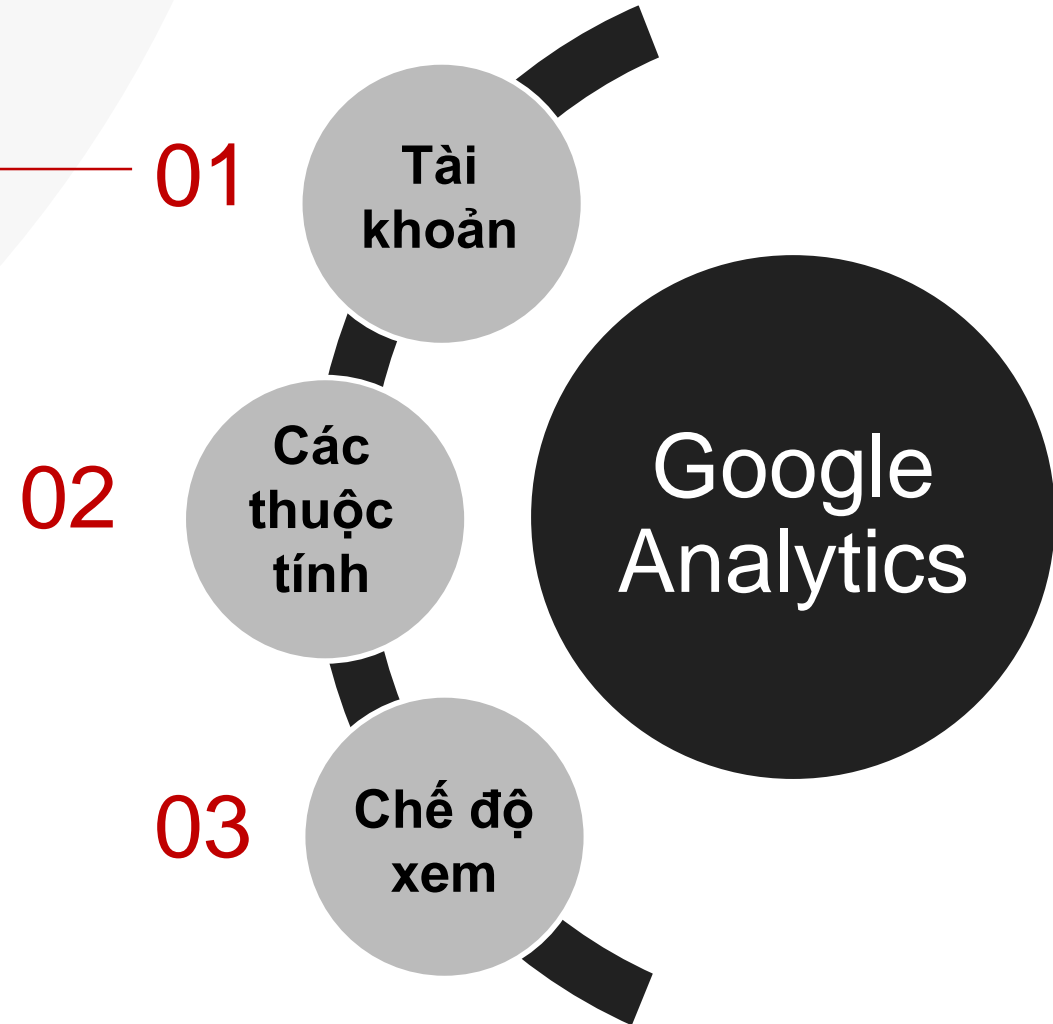 01
Tài
khoản
02
Các
thuộc
tính
03
Chế độ
xem
Google
Analytics